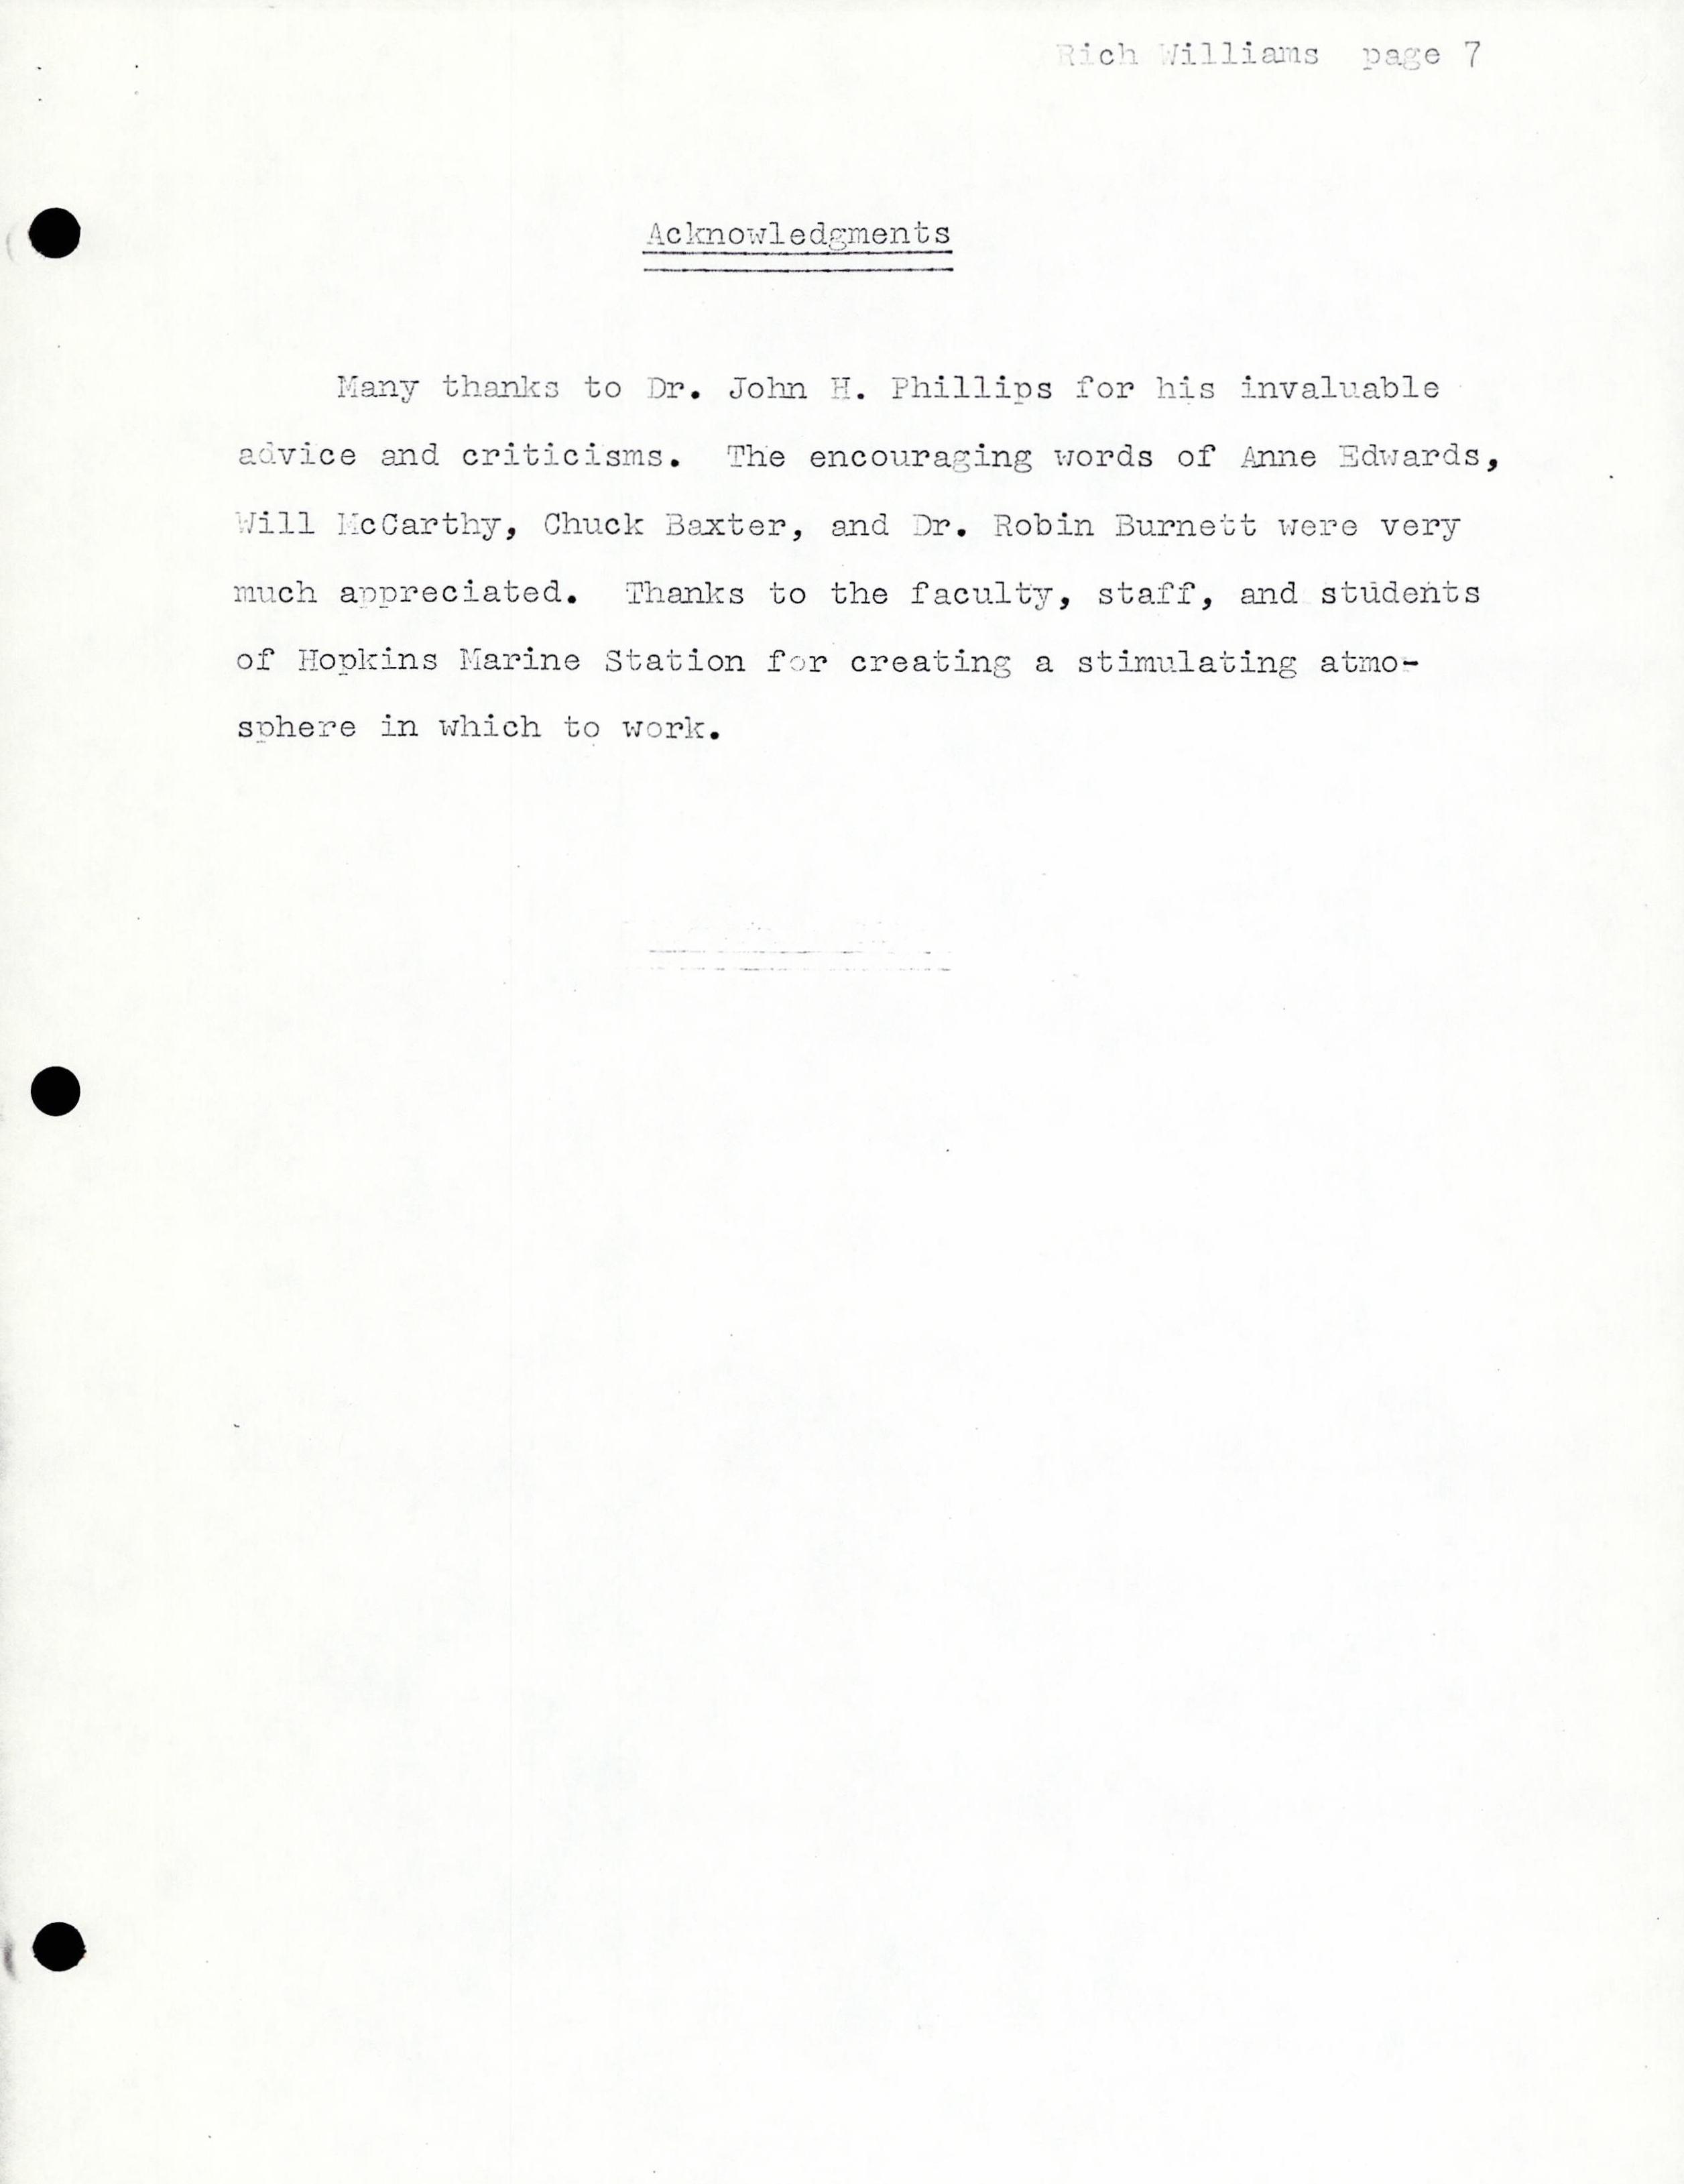 Rich Williams page 7
Acknowledgments
Many thanks to Dr. John H. Phillips for his invaluable
advice and criticisms. The encouraging words of Anne Edwards,
Will McCarthy, Chuck Baxter, and Dr. Robin Burnett were very
much appreciated. Thanks to the faculty, staff, and students
of Hopkins Marine Station for creating a stimulating atmo-
sphere in which to work.